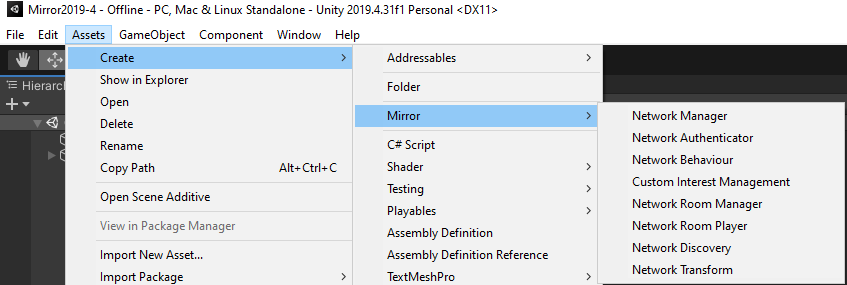 Mirror2019-4 - Offline - PC, Mac & Linux Standalone - Unity 2019.4.31f1 Personal <DX11>
File Edit Assets GameObject Component Window Help
Hierarch
Create
Show in Explorer
Open
Delete
Rename
Copy Path Alt+Ctrl+C
Open Scene Additive
View in Package Manager
Import New Asset...
Import Package
Addressables
Folder
Mirror
C# Script
Shader
Testing
Playables
Assembly Definition
Assembly Definition Reference
TextMeshPro
Network Manager
Network Authenticator
Network Behaviour
Custom Interest Management
Network Room Manager
Network Room Player
Network Discovery
Network Transform